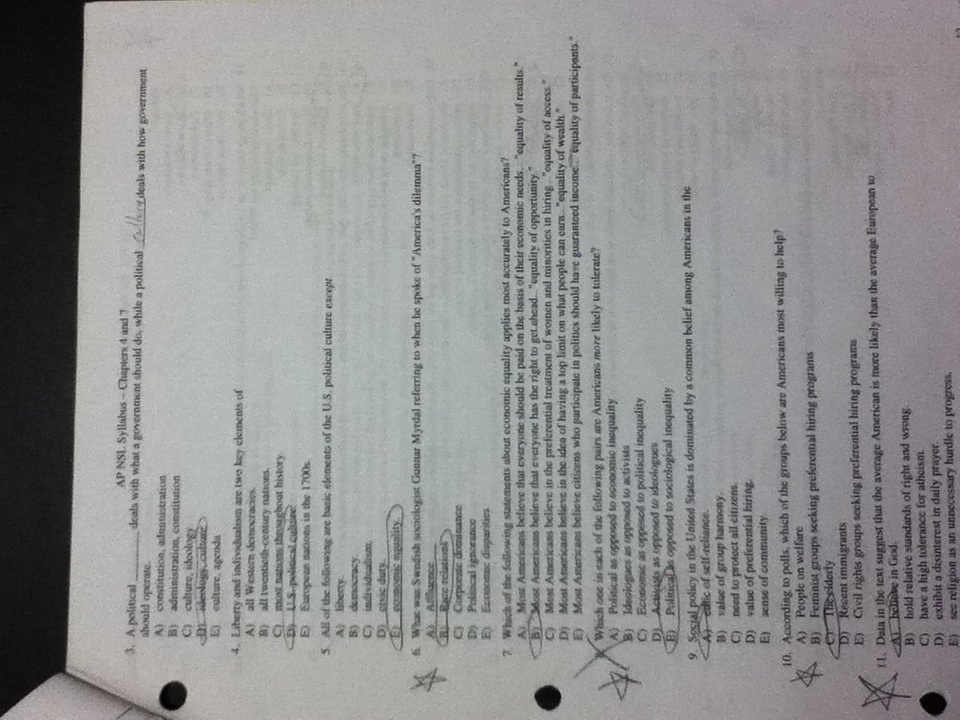 AP NSL Syllabus – Chapters 4 and 7
3. A political ________ deals with what a government should do, while a political culture deals with how government
should operate.
A) constitution, administration
B) administration, constitution
C) culture, ideology
D) ideology, culture
E) culture, agenda
4. Liberty and individualism are two key elements of
A) all Western democracies.
B) all twentieth-century nations.
C) most nations throughout history.
D) U.S. political culture.
E) European nations in the 1700s.
5. All of the following are basic elements of the U.S. political culture except
A) liberty.
B) democracy.
C) individualism.
D) civic duty.
E) economic equality.
6. What was Swedish sociologist Gunnar Myrdal referring to when he spoke of "America's dilemma"?
A) Affluence
B) Race relations
C) Corporate dominance
D) Political ignorance
E) Economic disparities
7. Which of the following statements about economic equality applies most accurately to Americans?
A) Most Americans believe that everyone should be paid on the basis of their economic needs... "equality of results."
B) Most Americans believe that everyone has the right to get ahead... "equality of opportunity."
C) Most Americans believe in the preferential treatment of women and minorities in hiring... "equality of access."
D) Most Americans believe in the idea of having a top limit on what people can earn... "equality of wealth."
E) Most Americans believe citizens who participate in politics should have guaranteed income... "equality of participants."
8. Which one in each of the following pairs are Americans more likely to tolerate?
A) Political as opposed to economic inequality
B) Ideologues as opposed to activists
C) Economic as opposed to political inequality
D) Activists as opposed to ideologues
E) Political as opposed to sociological inequality
9. Social policy in the United States is dominated by a common belief among Americans in the
A) ethic of self-reliance.
B) value of group harmony.
C) need to protect all citizens.
D) value of preferential hiring.
E) sense of community.
10. According to polls, which of the groups below are Americans most willing to help?
A) People on welfare
B) Feminist groups seeking preferential hiring programs
C) The elderly
D) Recent immigrants
E) Civil rights groups seeking preferential hiring programs
11. Data in the text suggest that the average American is more likely than the average European to
A) believe in God.
B) hold relative standards of right and wrong.
C) have a high tolerance for atheism.
D) exhibit a disinterest in daily prayer.
E) see religion as an unnecessary hurdle to progress.